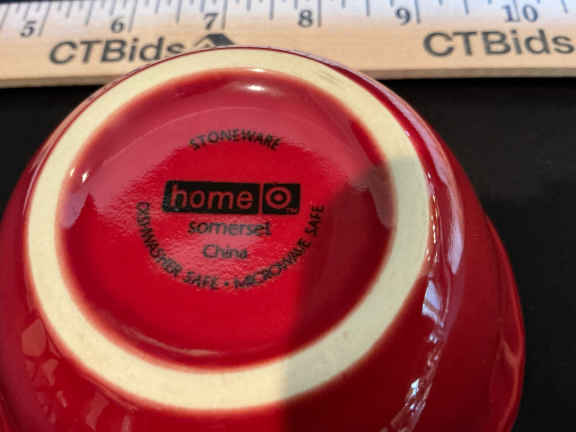 5 6 7 8 9 10
CTBids CTBids
STONEWARE
home
somerset
China
DISHWASHER SAFE • MICROWAVE SAFE